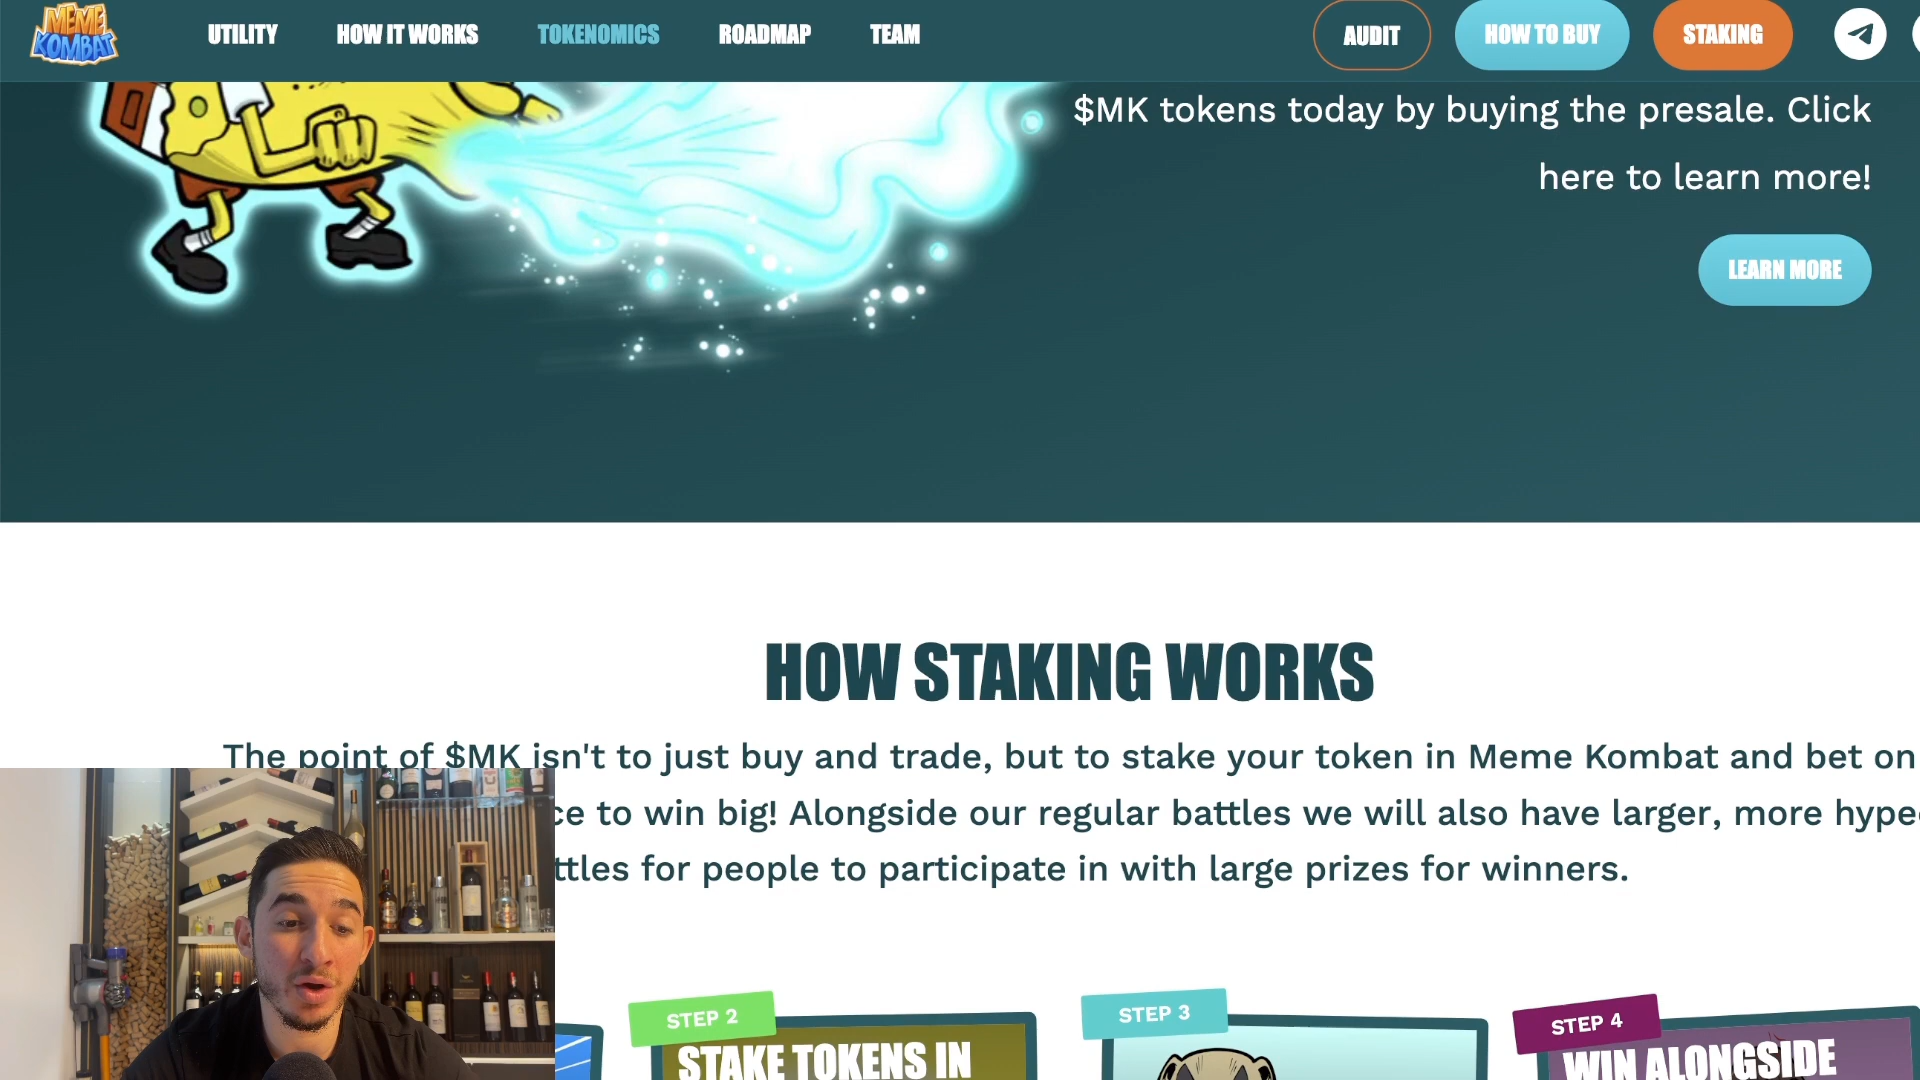 MEME
KOMBAT
UTILITY
HOW IT WORKS
TOKENOMICS
ROADMAP
TEAM
AUDIT
HOW TO BUY
STAKING
$MK tokens today by buying the presale. Click
here to learn more!
LEARN MORE
HOW STAKING WORKS
The point of $MK isn't to just buy and trade, but to stake your token in Meme Kombat and bet on
ce to win big! Alongside our regular battles we will also have larger, more hype
ttles for people to participate in with large prizes for winners.
STEP 2
STAKE TOKENS IN
STEP 3
STEP 4
WIN ALONGSIDE